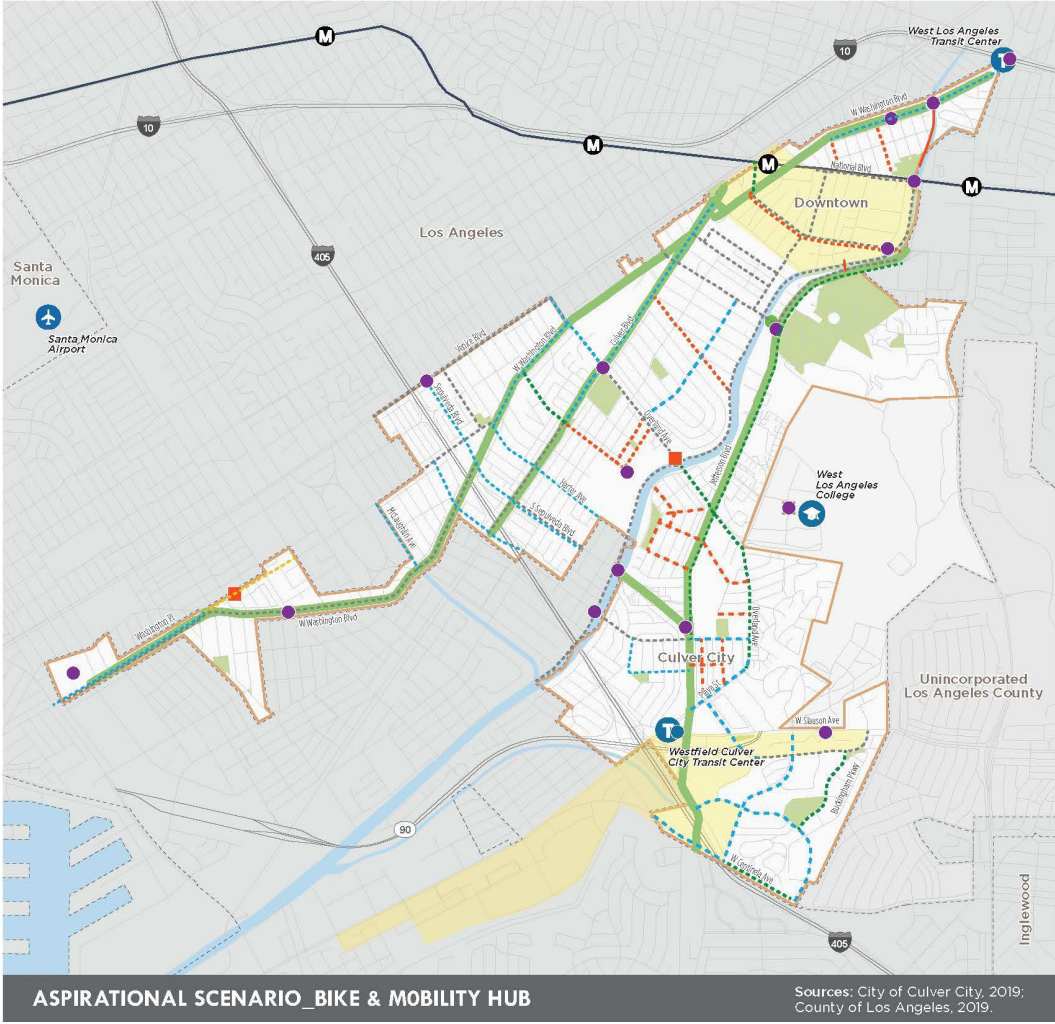 West Los Angeles
Transit Center
M
10
T
W Washington Blvd
10
M
M
National Blvd
M
Downtown
Los Angeles
405
Santa
Monica
Santa Monica
Airport
Venice Blvd
W Washington Blvd
Culver Blvd
Sepulveda Blvd
Overland Ave
Jefferson Blvd
West
Los Angeles
College
Harter Ave
S Sepulveda Blvd
McLaughlin Ave
Washington Pl
W Washington Blvd
Overland Ave
Culver City
Unincorporated
Los Angeles County
W Slauson Ave
T
Westfield Culver
City Transit Center
Buckingham Pkwy
90
W Centinela Ave
Inglewood
405
ASPIRATIONAL SCENARIO_BIKE & MOBILITY HUB
Sources: City of Culver City, 2019;
County of Los Angeles, 2019.